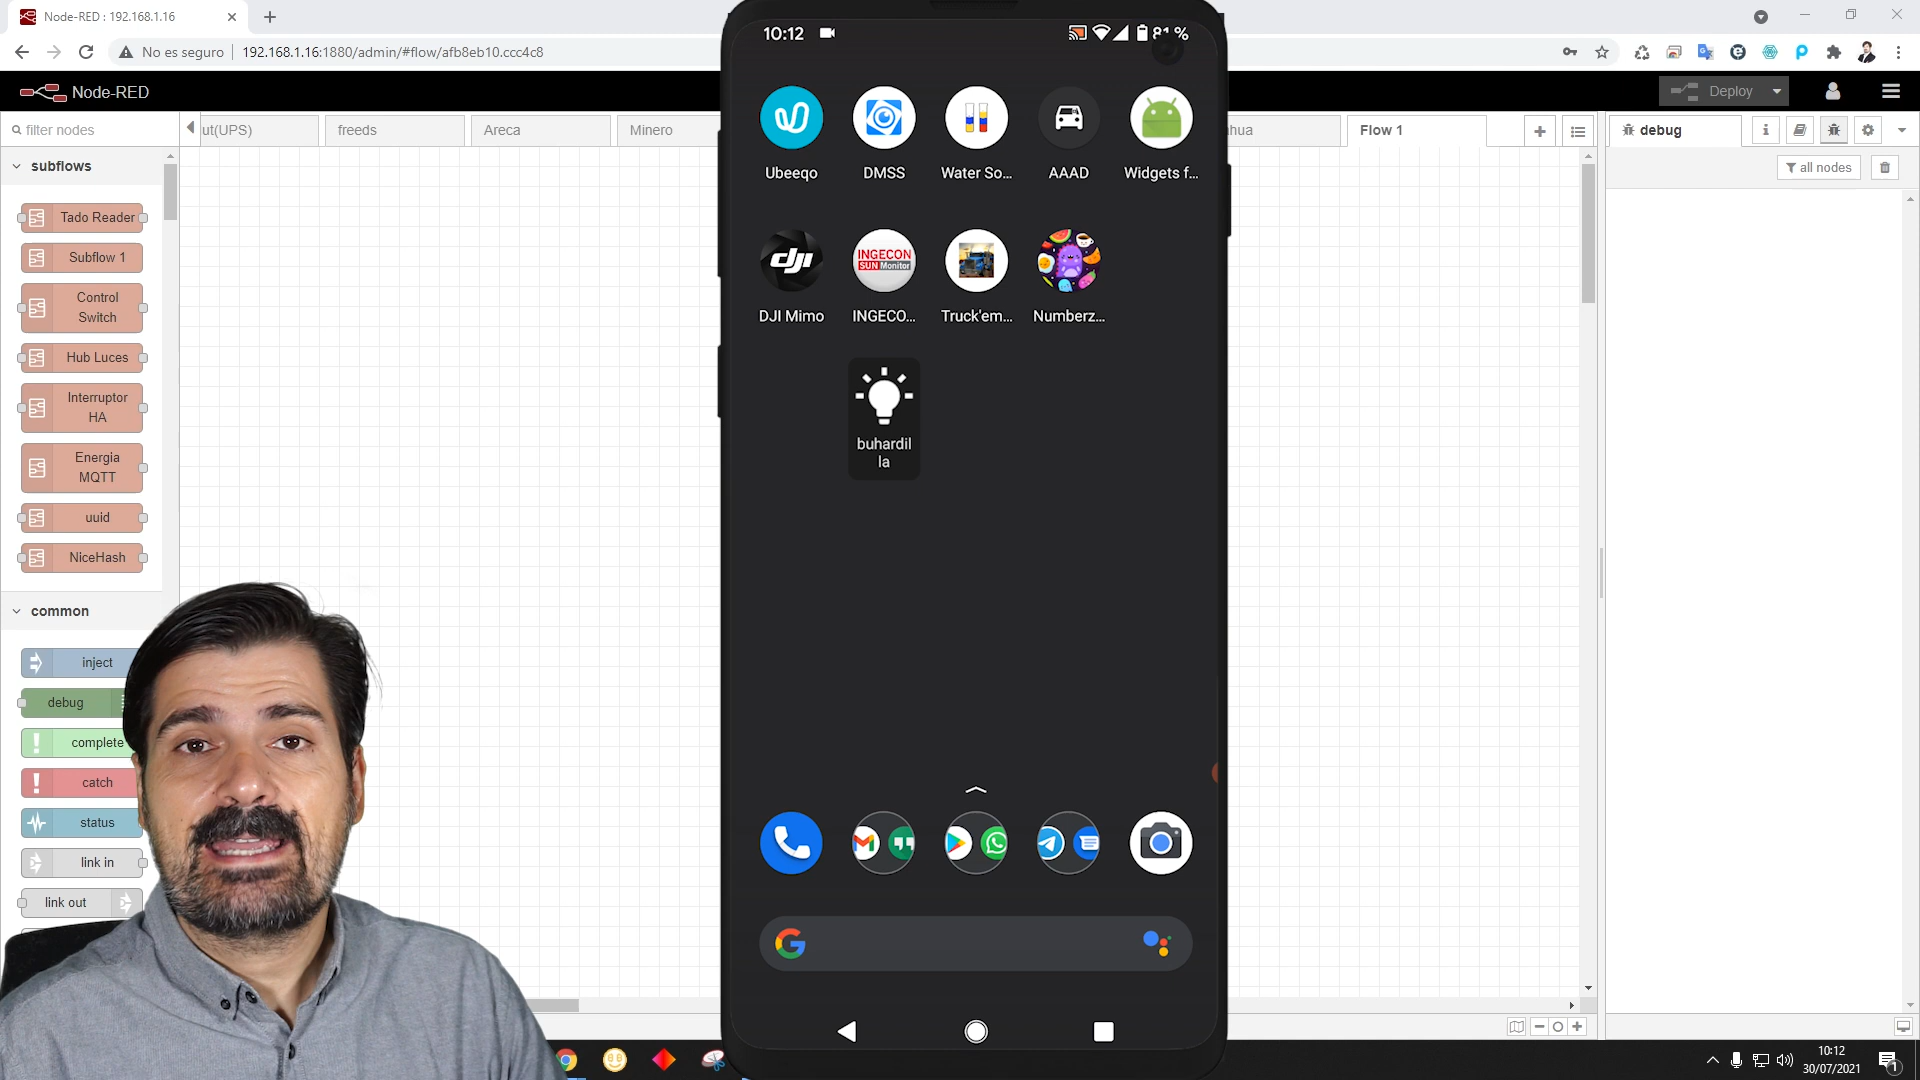 Node-RED : 192.168.1.16
No es seguro
192.168.1.16:1880/admin/#flow/afb8eb10.ccc4c8
Node-RED
Deploy
filter nodes
ut(UPS)
freeds
Areca
Minero
hua
Flow 1
debug
all nodes
subflows
Tado Reader
Subflow 1
Control
Switch
Hub Luces
Interruptor
HA
Energia
MQTT
uuid
NiceHash
common
inject
debug
complete
catch
status
link in
link out
10:12
81%
Ubeeqo
DMSS
Water So...
AAAD
Widgets f...
dji
INGECON
SUN Monitor
DJI Mimo
INGECO...
Truck'em...
Numberz...
buhardil
la
10:12
30/07/2021
1